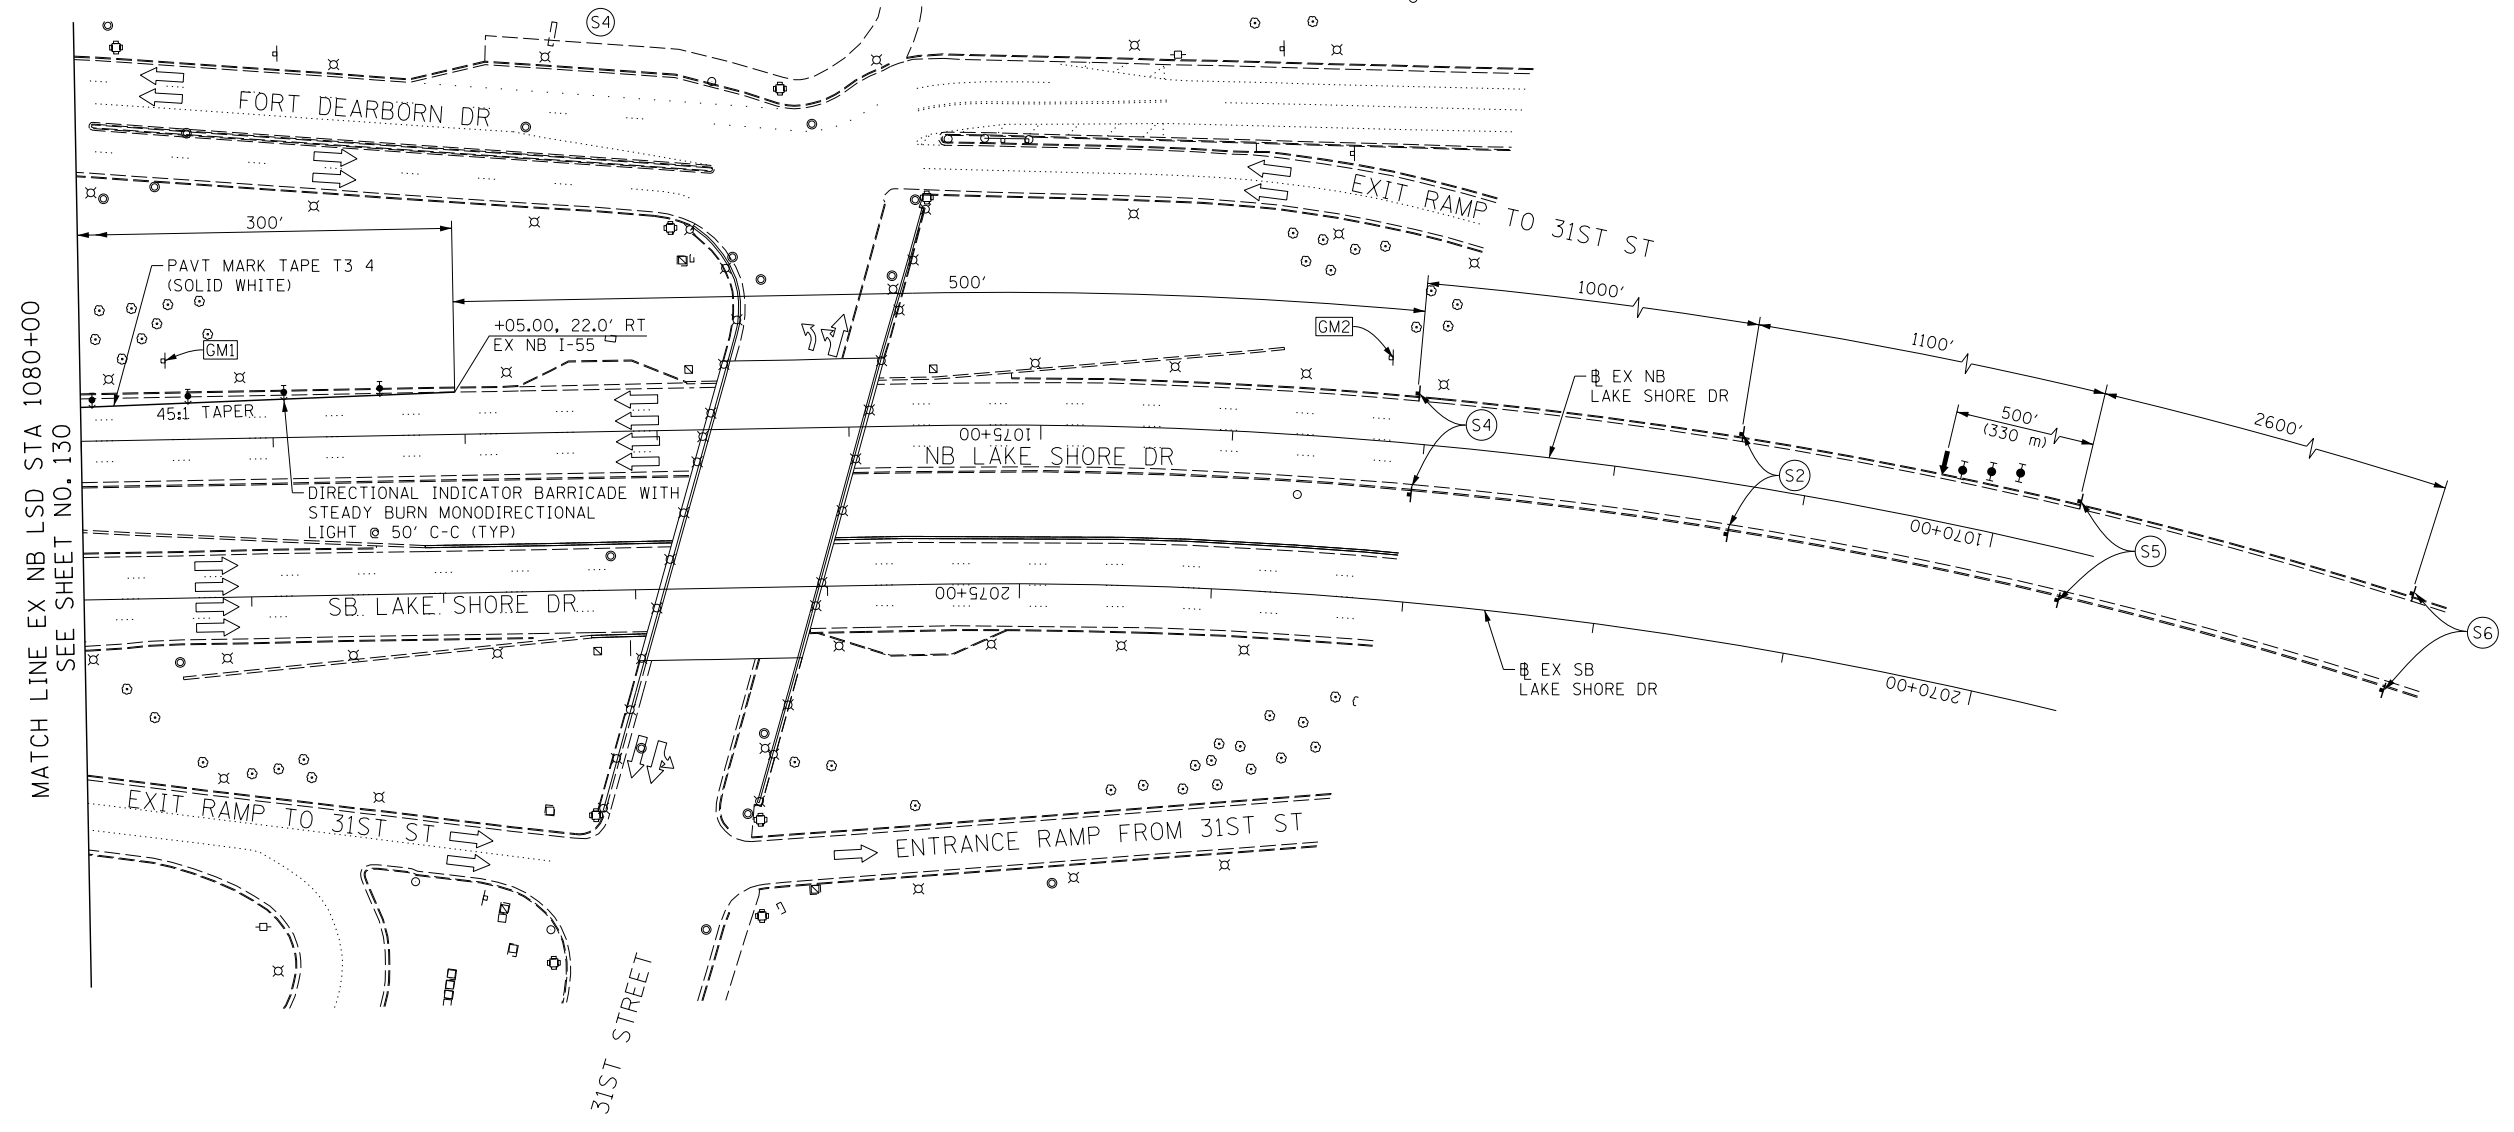 S4
FORT DEARBORN DR
EXIT RAMP TO 31ST ST
300'
PAVT MARK TAPE T3 4
(SOLID WHITE)
500'
1000'
1100'
2600'
500'
(330 m)
+05.00, 22.0' RT
EX NB I-55
GM1
GM2
45:1 TAPER
℄ EX NB
LAKE SHORE DR
S4
S2
S5
S6
1075+00
NB LAKE SHORE DR
1070+00
DIRECTIONAL INDICATOR BARRICADE WITH
STEADY BURN MONODIRECTIONAL
LIGHT @ 50' C-C (TYP)
MATCH LINE EX NB LSD STA 1080+00
SEE SHEET NO. 130
SB LAKE SHORE DR
2075+00
℄ EX SB
LAKE SHORE DR
2070+00
EXIT RAMP TO 31ST ST
ENTRANCE RAMP FROM 31ST ST
31ST STREET